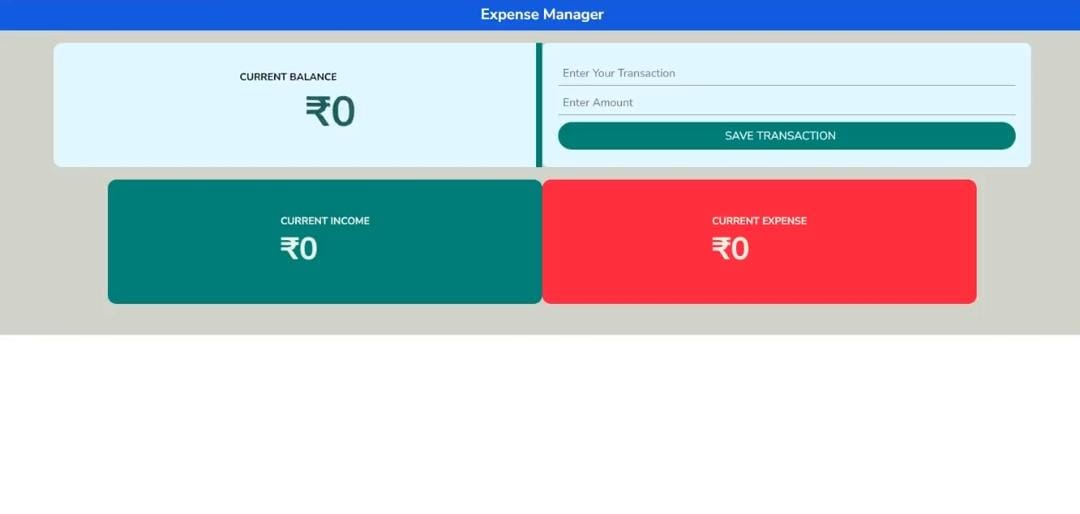 Expense Manager
CURRENT BALANCE
₹0
Enter Your Transaction
Enter Amount
SAVE TRANSACTION
CURRENT INCOME
₹0
CURRENT EXPENSE
₹0